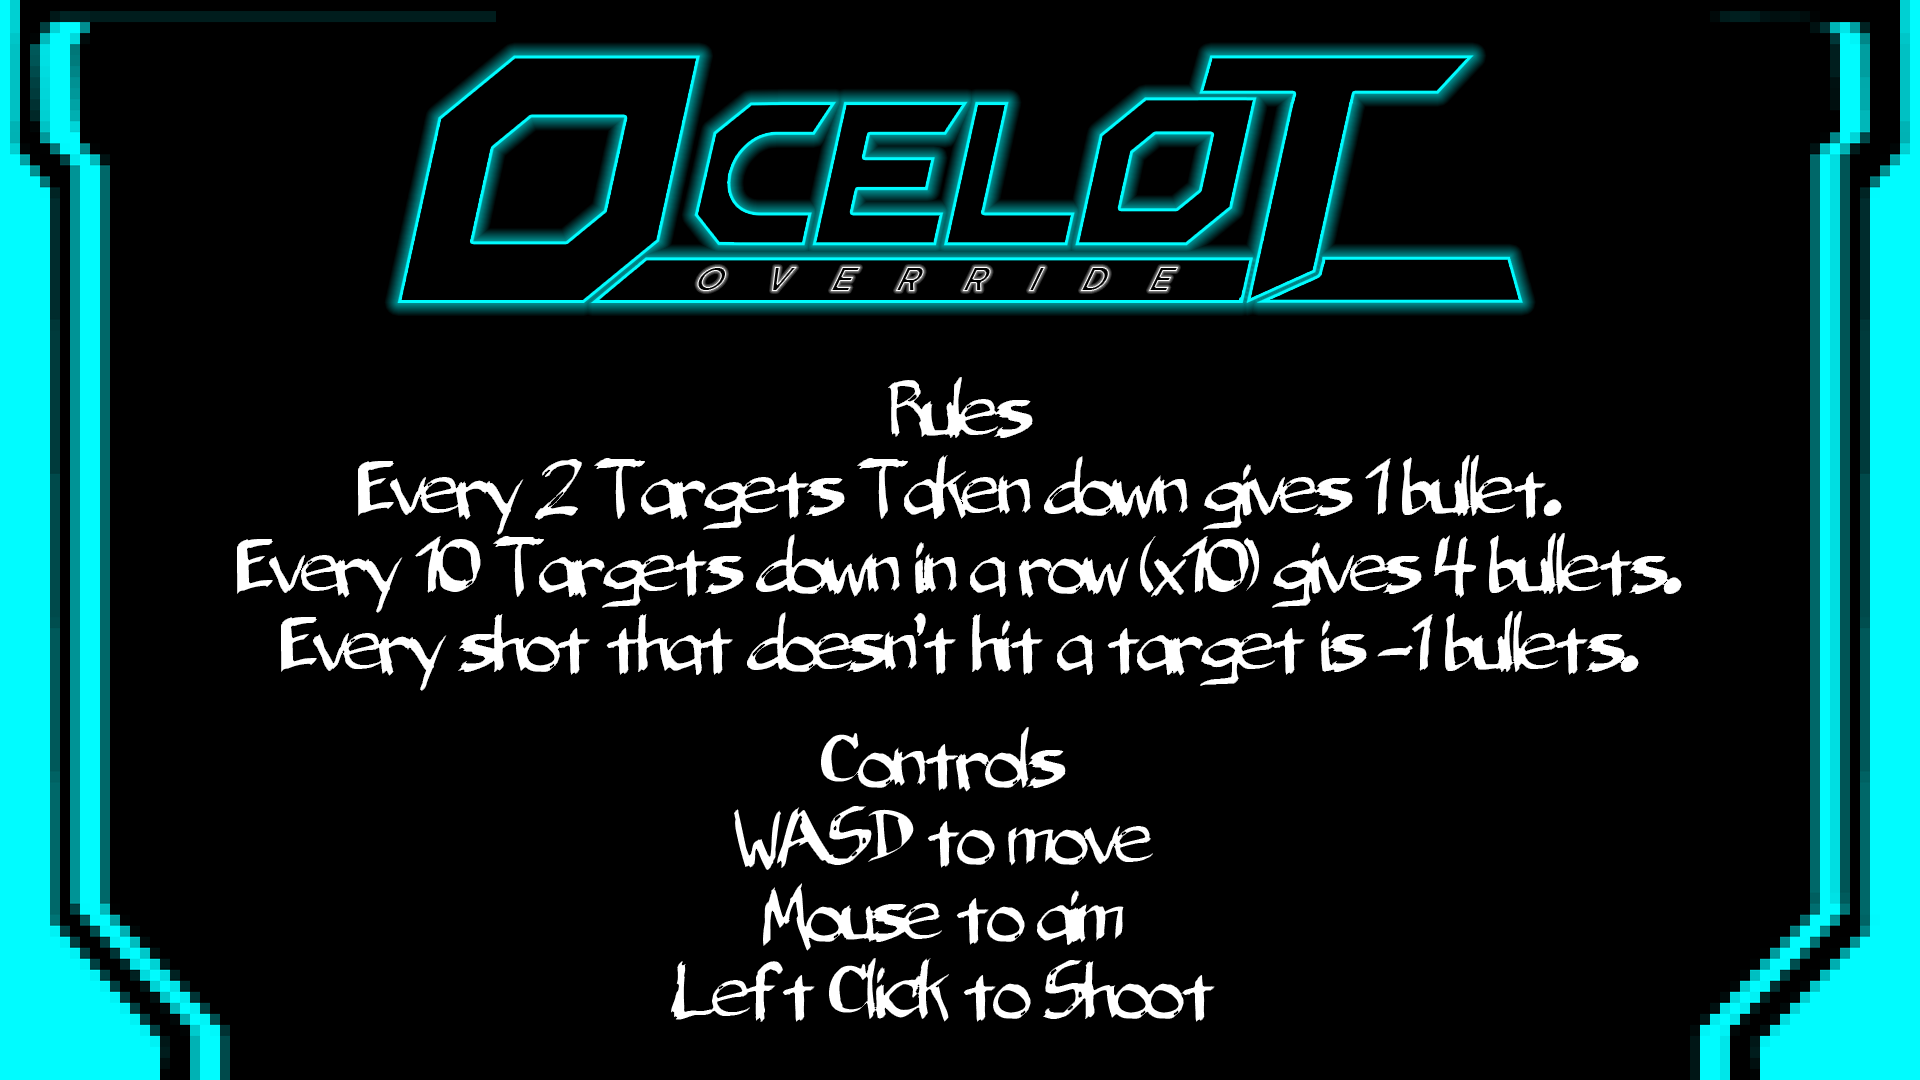 OCELOT
OVERRIDE
Rules
Every 2 Targets Taken down gives 1 bullet.
Every 10 Targets down in a row (x10) gives 4 bullets.
Every shot that doesn't hit a target is -1 bullets.
Controls
WASD to move
Mouse to aim
Left Click to Shoot